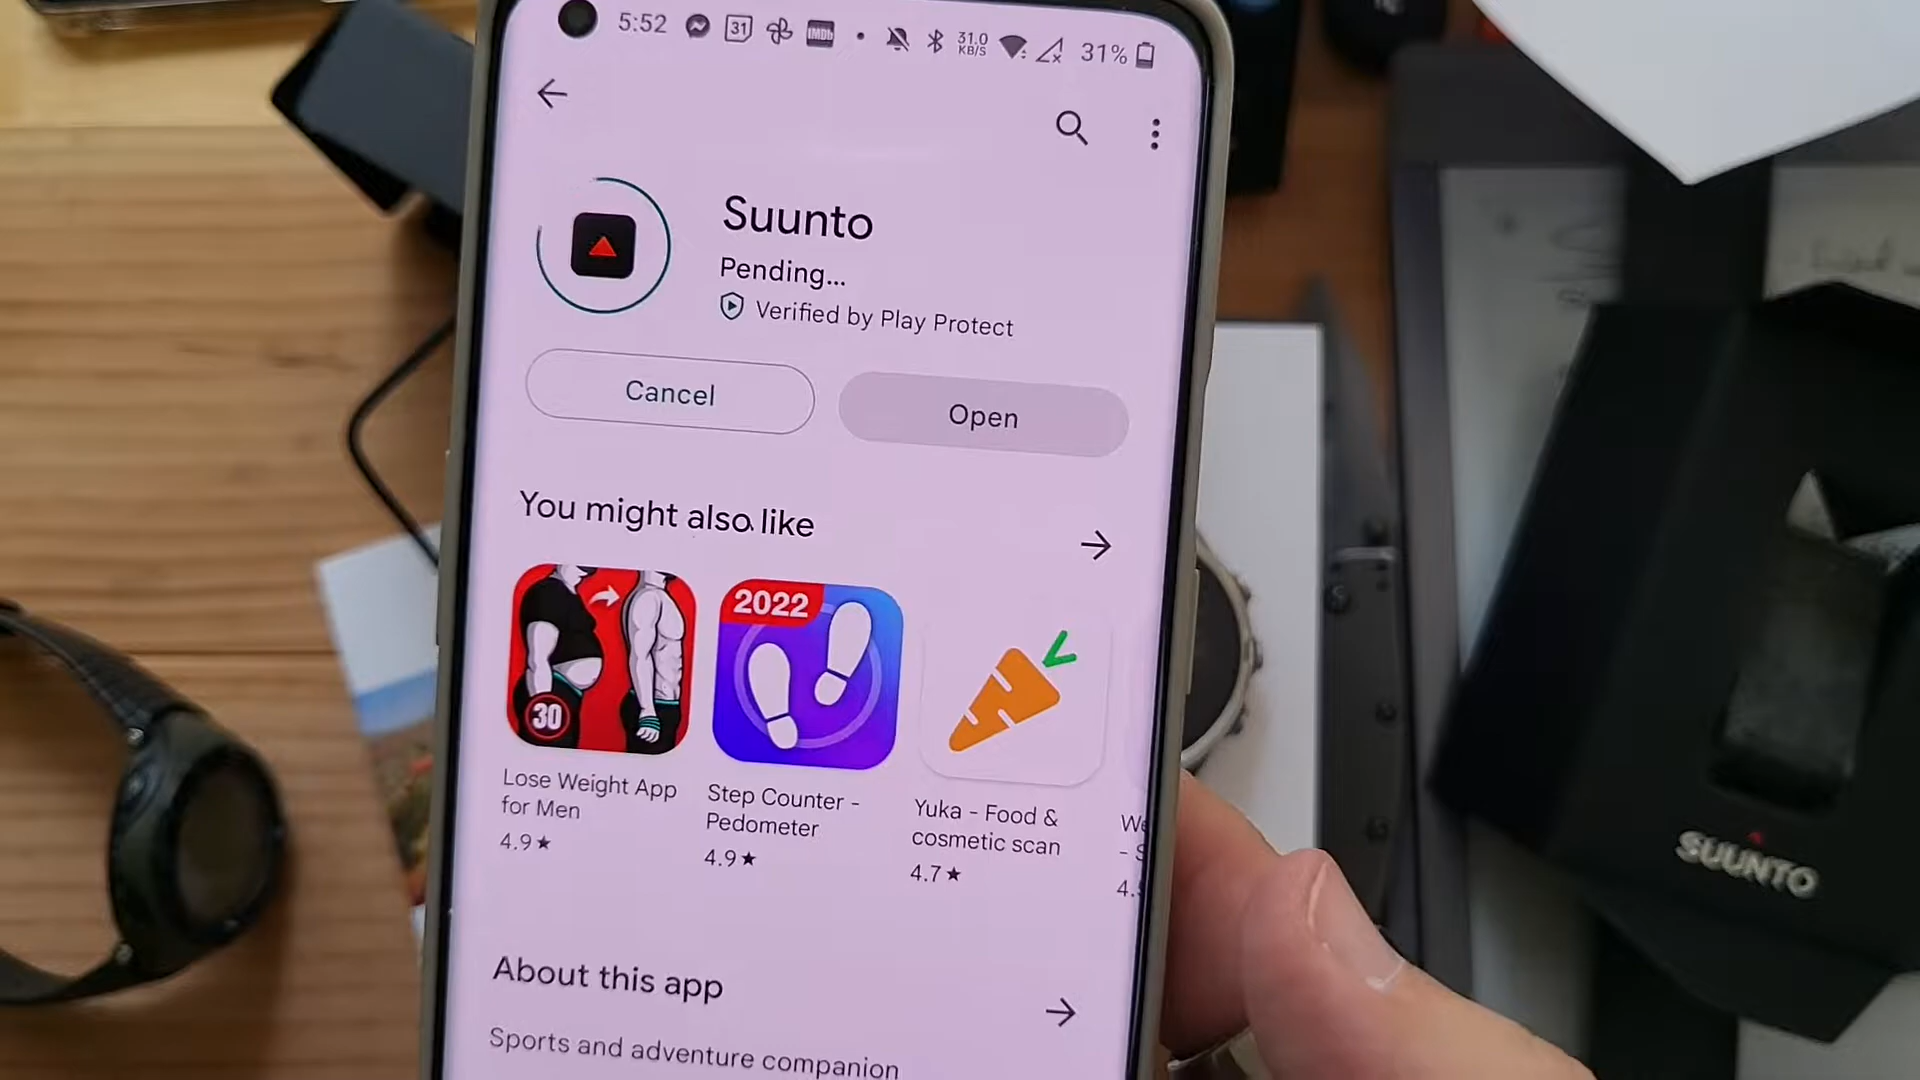 5:52 31 IMDb 31.0 KB/S 31%
Suunto
Pending...
Verified by Play Protect
Cancel
Open
You might also like
30
2022
Lose Weight App
for Men
4.9★
Step Counter -
Pedometer
4.9★
Yuka - Food &
cosmetic scan
4.7★
About this app
Sports and adventure companion
SUUNTO